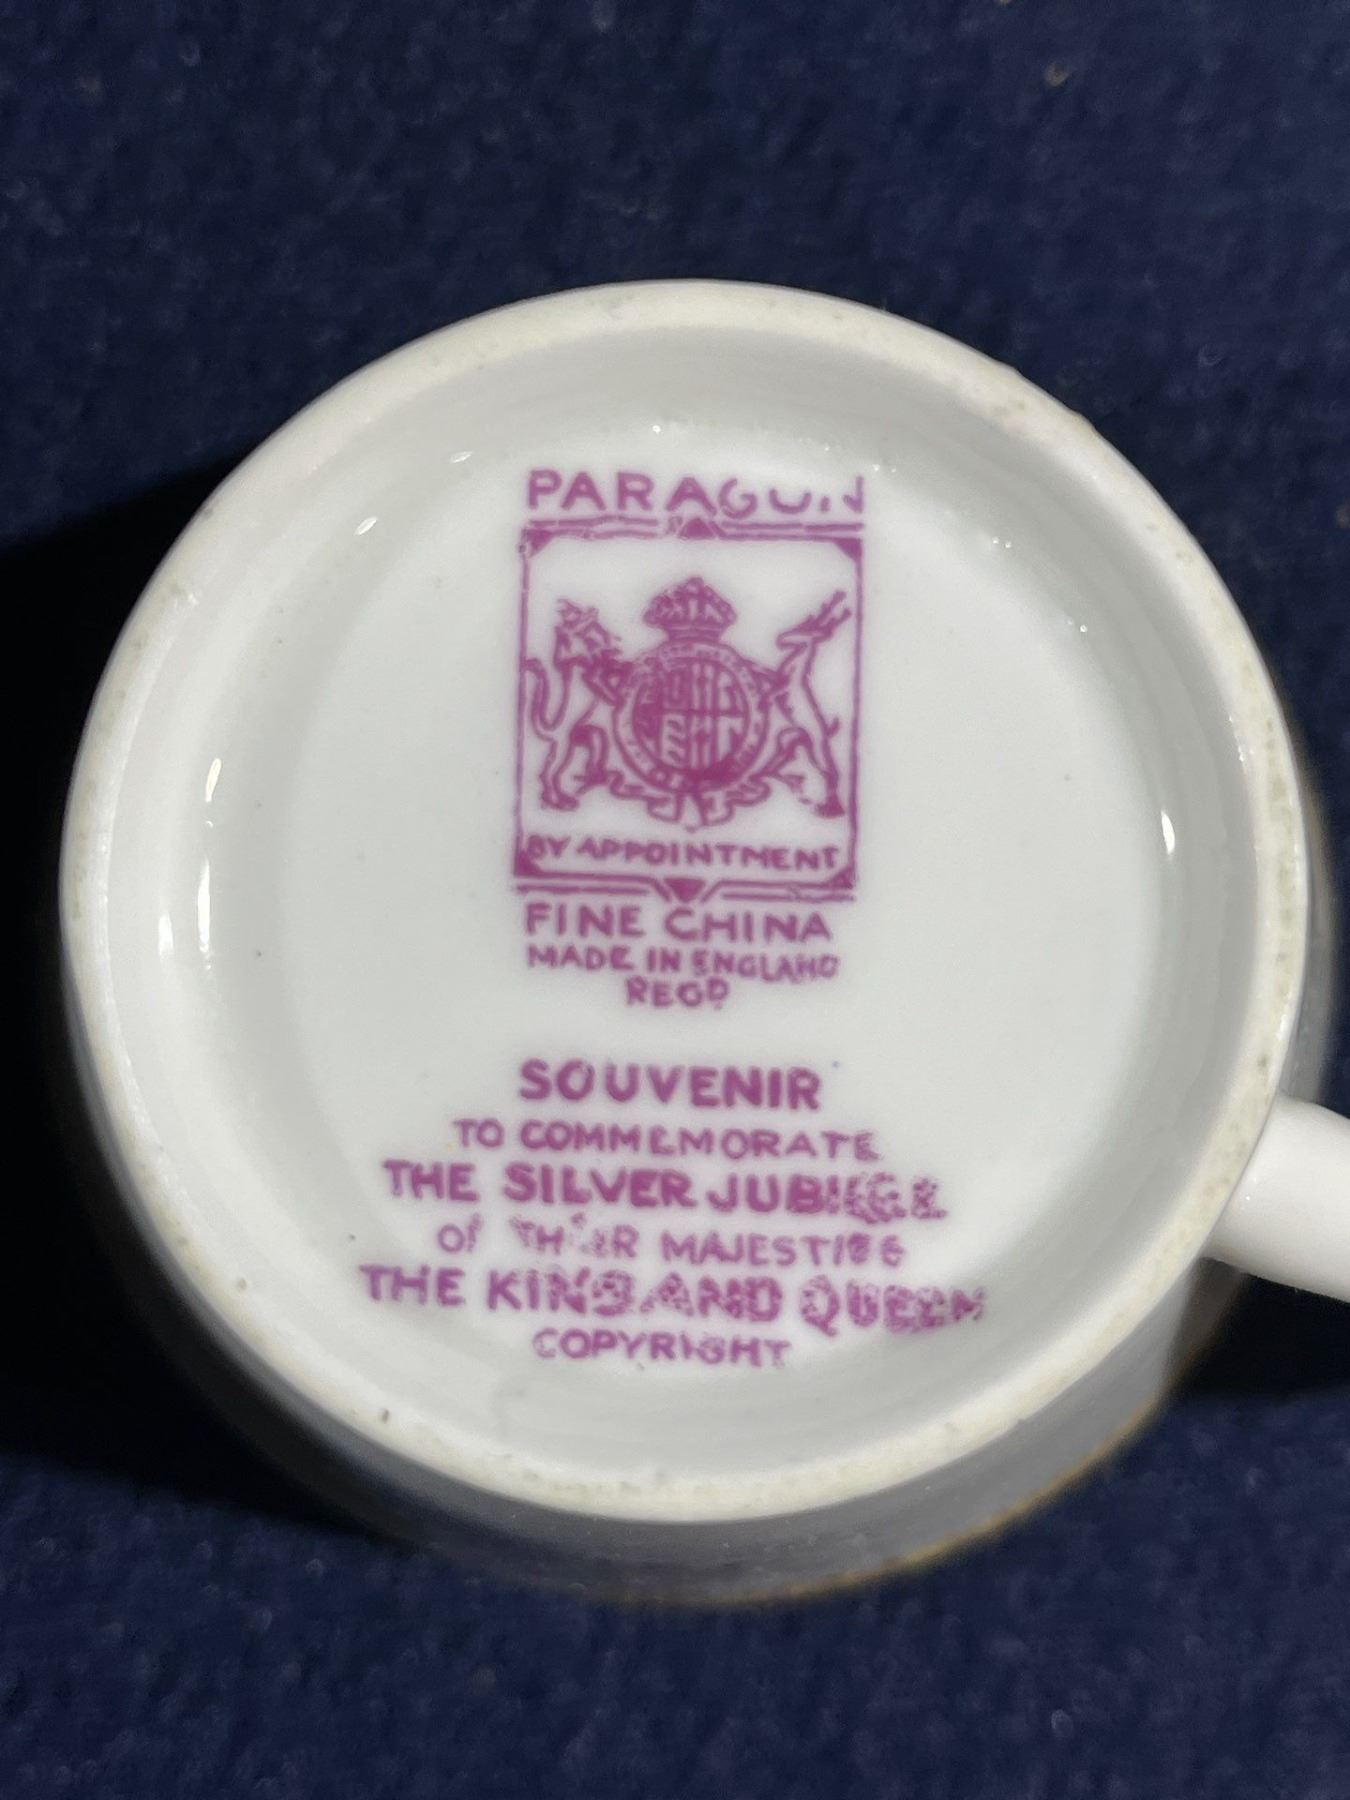 PARAGON
BY APPOINTMENT
FINE CHINA
MADE IN ENGLAND
REGD
SOUVENIR
TO COMMEMORATE
THE SILVER JUBILEE
Of THEIR MAJESTIES
THE KING AND QUEEN
COPYRIGHT